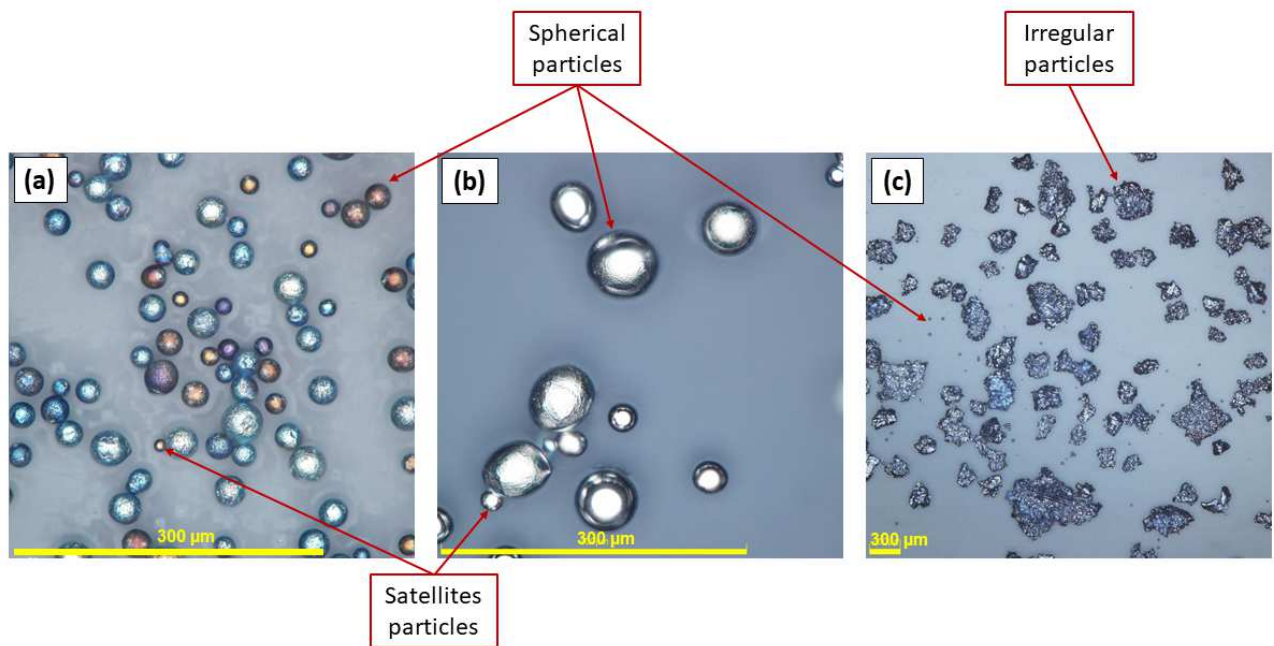 Spherical
particles
Irregular
particles
(a)
(b)
(c)
300 µm
300 µm
300 µm
Satellites
particles